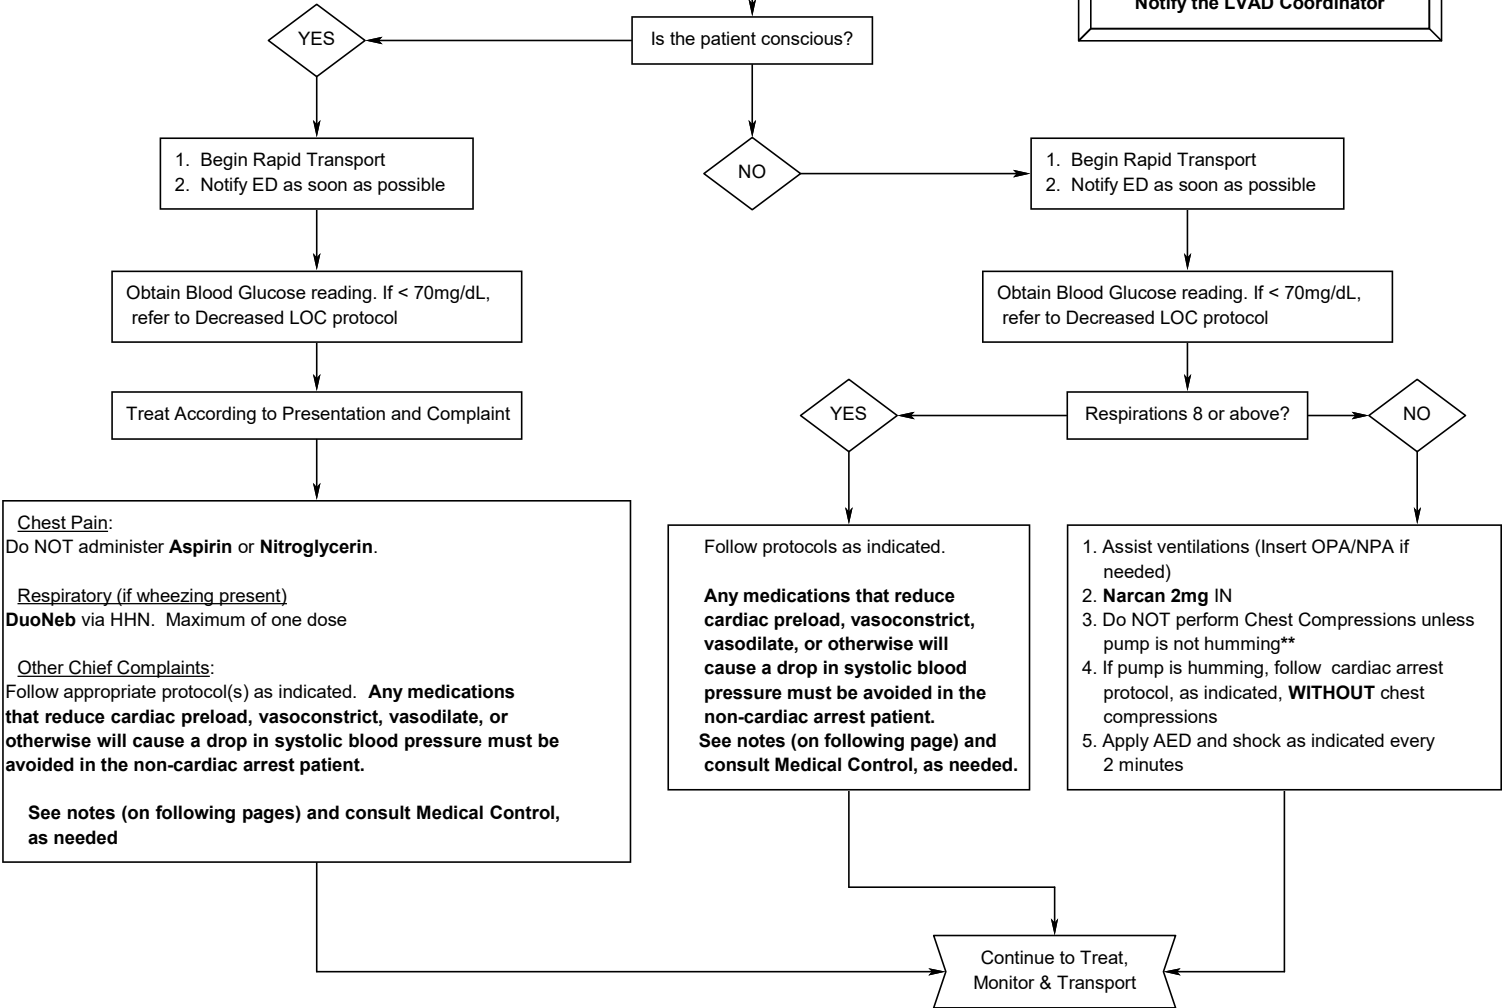 Notify the LVAD Coordinator
YES
Is the patient conscious?
1. Begin Rapid Transport
2. Notify ED as soon as possible
NO
1. Begin Rapid Transport
2. Notify ED as soon as possible
Obtain Blood Glucose reading. If < 70mg/dL,
refer to Decreased LOC protocol
Obtain Blood Glucose reading. If < 70mg/dL,
refer to Decreased LOC protocol
Treat According to Presentation and Complaint
YES
Respirations 8 or above?
NO
Chest Pain:
Do NOT administer Aspirin or Nitroglycerin.
Respiratory (if wheezing present)
DuoNeb via HHN. Maximum of one dose
Other Chief Complaints:
Follow appropriate protocol(s) as indicated. Any medications
that reduce cardiac preload, vasoconstrict, vasodilate, or
otherwise will cause a drop in systolic blood pressure must be
avoided in the non-cardiac arrest patient.
See notes (on following pages) and consult Medical Control,
as needed
Follow protocols as indicated.
Any medications that reduce
cardiac preload, vasoconstrict,
vasodilate, or otherwise will
cause a drop in systolic blood
pressure must be avoided in the
non-cardiac arrest patient.
See notes (on following page) and
consult Medical Control, as needed.
1. Assist ventilations (Insert OPA/NPA if
needed)
2. Narcan 2mg IN
3. Do NOT perform Chest Compressions unless
pump is not humming**
4. If pump is humming, follow cardiac arrest
protocol, as indicated, WITHOUT chest
compressions
5. Apply AED and shock as indicated every
2 minutes
Continue to Treat,
Monitor & Transport